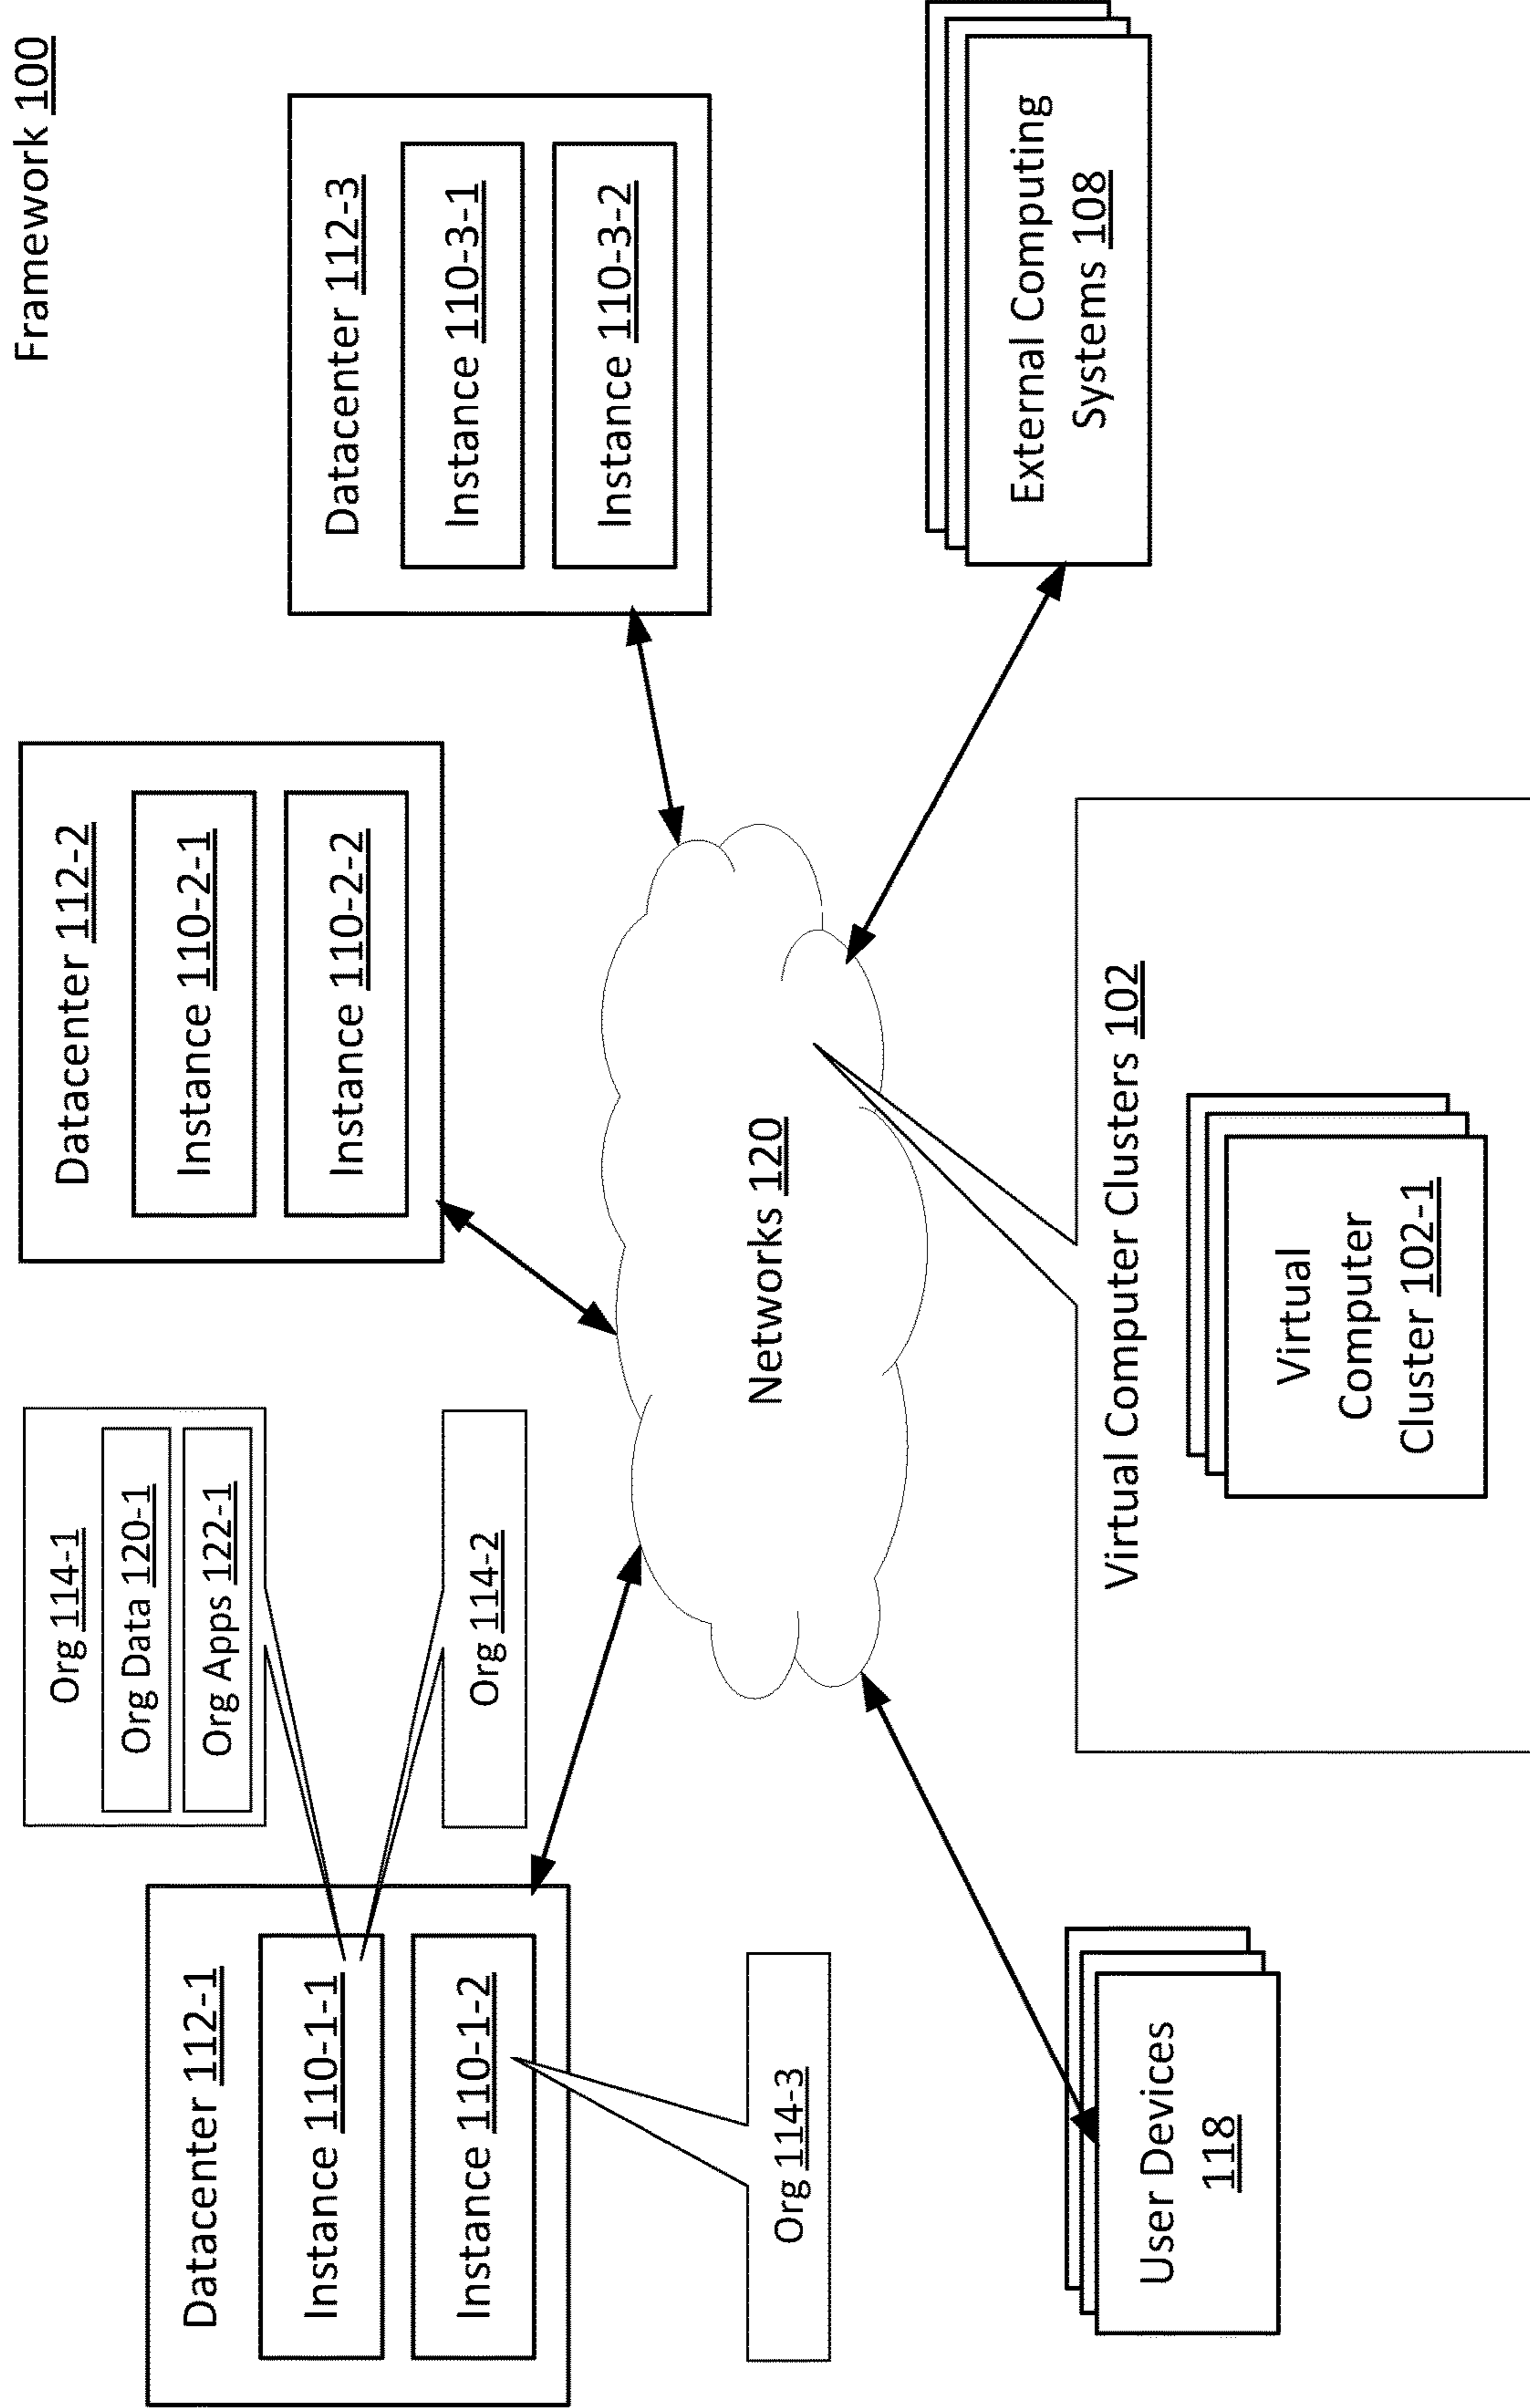 Framework 100
Datacenter 112-1
Instance 110-1-1
Instance 110-1-2
Org 114-1
Org Data 120-1
Org Apps 122-1
Org 114-2
Org 114-3
Datacenter 112-2
Instance 110-2-1
Instance 110-2-2
Datacenter 112-3
Instance 110-3-1
Instance 110-3-2
Networks 120
User Devices
118
Virtual Computer Clusters 102
Virtual
Computer
Cluster 102-1
External Computing
Systems 108